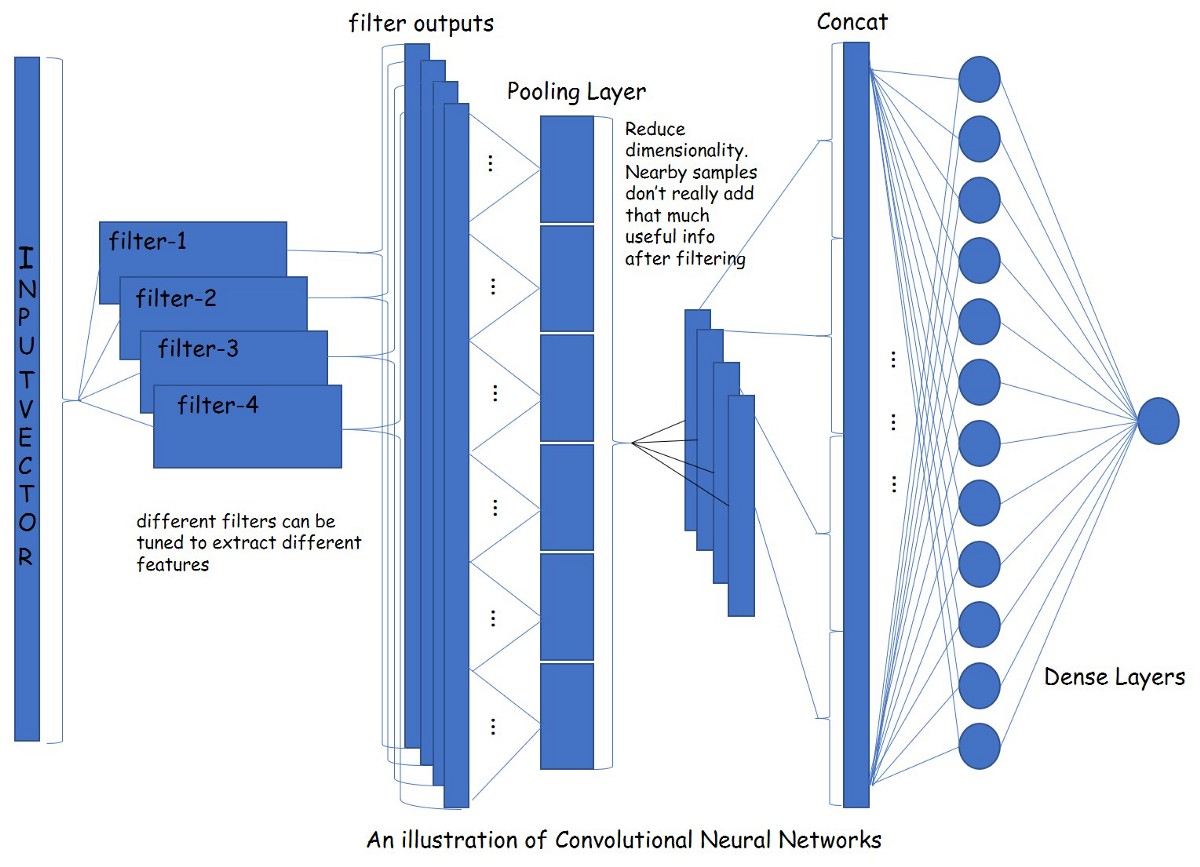 filter outputs
Concat
Pooling Layer
Reduce
dimensionality.
Nearby samples
don't really add
that much
useful info
after filtering
INPUT VECTOR
filter-1
filter-2
filter-3
filter-4
different filters can be
tuned to extract different
features
Dense Layers
An illustration of Convolutional Neural Networks